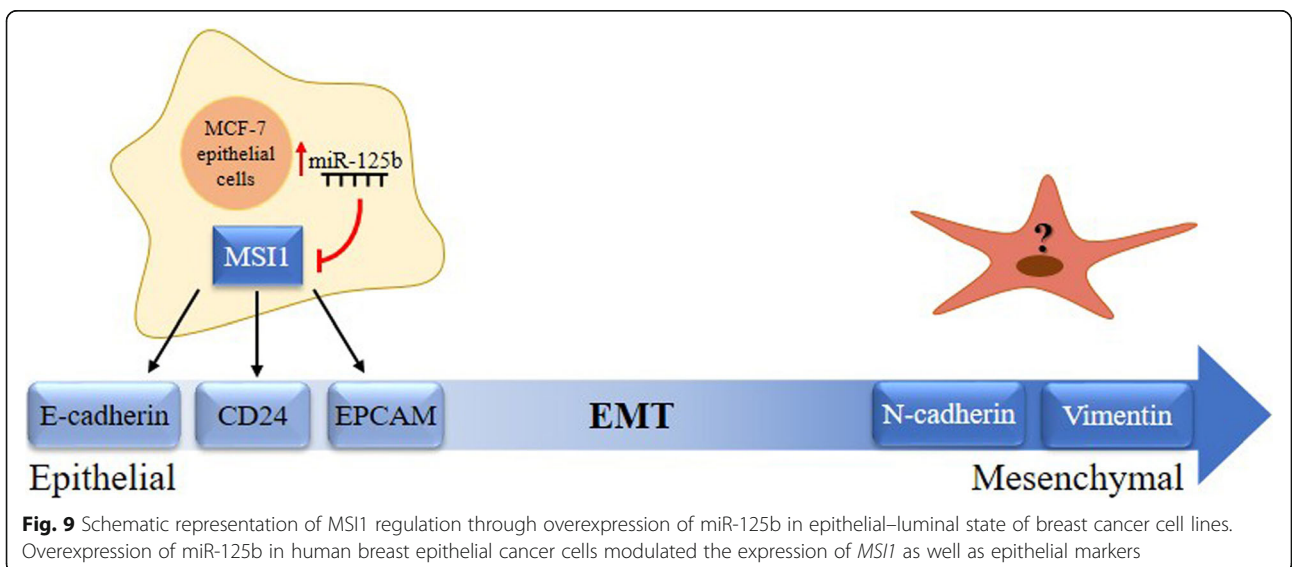 MCF-7
epithelial
cells
miR-125b
MSI1
?
E-cadherin CD24 EPCAM EMT N-cadherin Vimentin
Epithelial Mesenchymal
Fig. 9 Schematic representation of MSI1 regulation through overexpression of miR-125b in epithelial–luminal state of breast cancer cell lines.
Overexpression of miR-125b in human breast epithelial cancer cells modulated the expression of MSI1 as well as epithelial markers